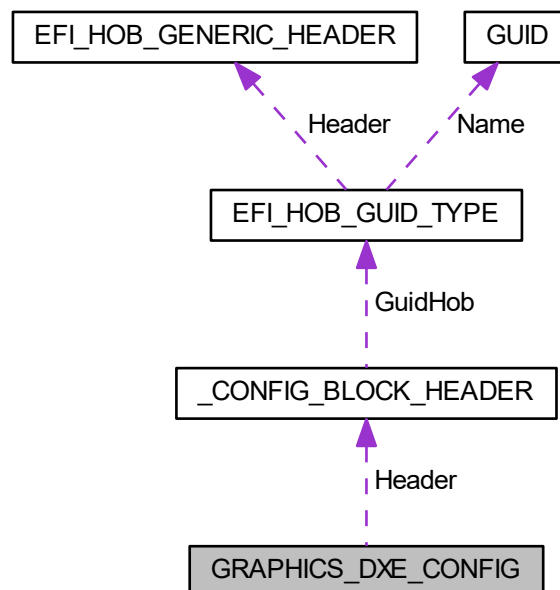 EFI_HOB_GENERIC_HEADER
GUID
Header
Name
EFI_HOB_GUID_TYPE
GuidHob
_CONFIG_BLOCK_HEADER
Header
GRAPHICS_DXE_CONFIG